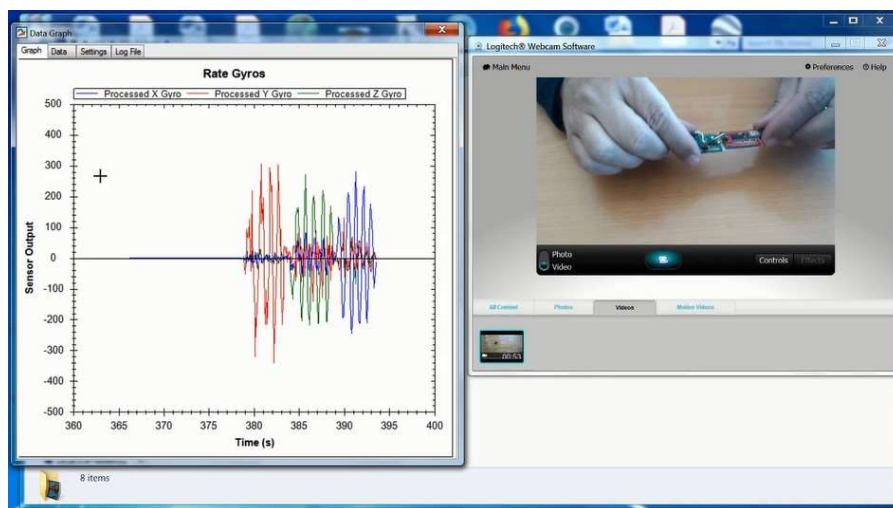 Data Graph
Graph Data Settings Log File
Rate Gyros
Processed X Gyro Processed Y Gyro Processed Z Gyro
500
400
300
200
100
0
-100
-200
-300
-400
-500
Sensor Output
360 365 370 375 380 385 390 395 400
Time (s)
8 items
Logitech® Webcam Software
Main Menu Preferences Help
Photo
Video
Controls Effects
All Content Photos Videos Motion Videos
00:53